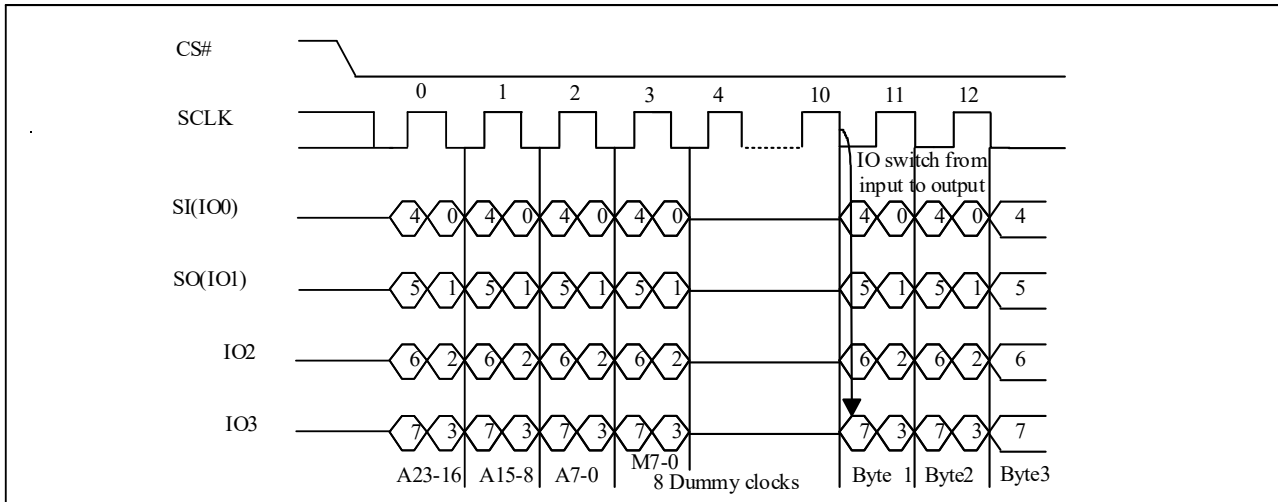 CS#
0 1 2 3 4 10 11 12
SCLK
IO switch from
input to output
SI(IO0) 4 0 4 0 4 0 4 0 4 0 4 0 4
SO(IO1) 5 1 5 1 5 1 5 1 5 1 5 1 5
IO2 6 2 6 2 6 2 6 2 6 2 6 2 6
IO3 7 3 7 3 7 3 7 3 7 3 7 3 7
A23-16 A15-8 A7-0 M7-0 Byte 1 Byte2 Byte3
8 Dummy clocks